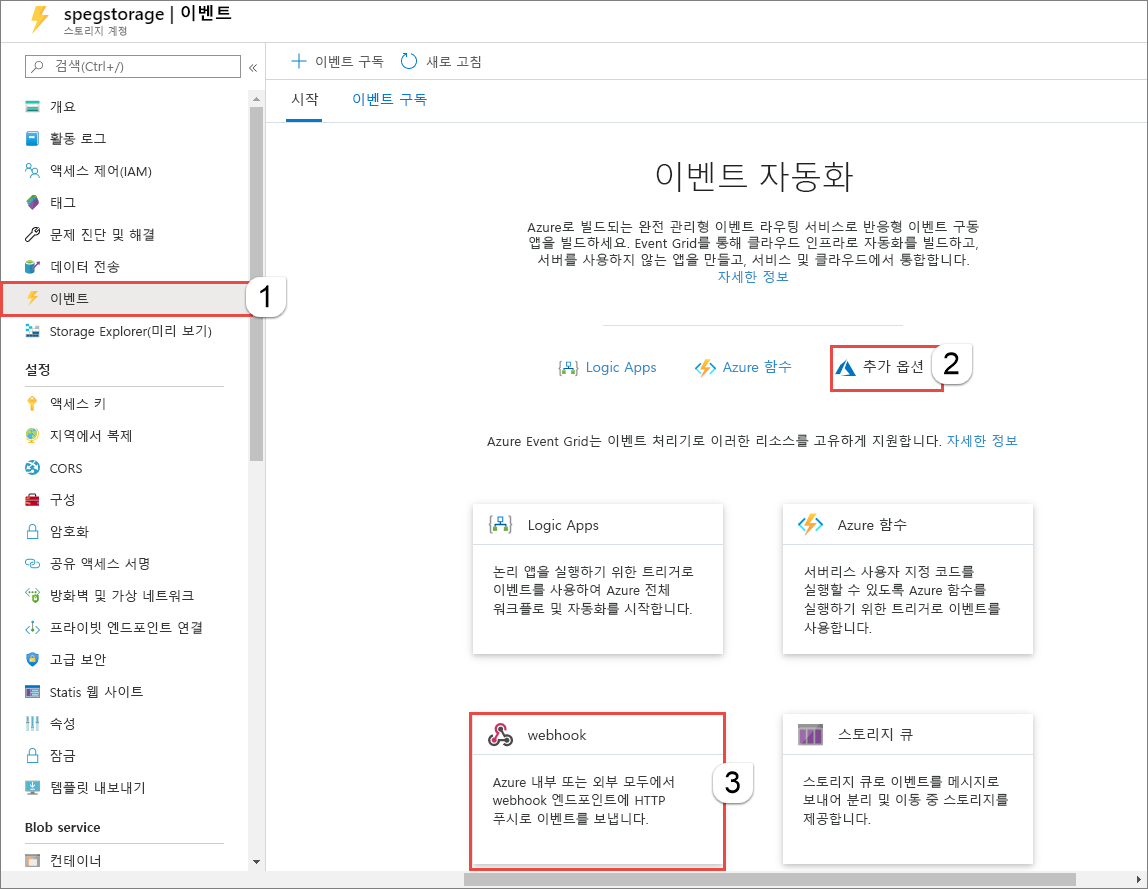 spegstorage | 이벤트
스토리지 계정
검색(Ctrl+/)
«
개요
활동 로그
액세스 제어(IAM)
태그
문제 진단 및 해결
데이터 전송
이벤트
1
Storage Explorer(미리 보기)
설정
액세스 키
지역에서 복제
CORS
구성
암호화
공유 액세스 서명
방화벽 및 가상 네트워크
프라이빗 엔드포인트 연결
고급 보안
Statis 웹 사이트
속성
잠금
템플릿 내보내기
Blob service
컨테이너
이벤트 구독
새로 고침
시작
이벤트 구독
이벤트 자동화
Azure로 빌드되는 완전 관리형 이벤트 라우팅 서비스로 반응형 이벤트 구동
앱을 빌드하세요. Event Grid를 통해 클라우드 인프라로 자동화를 빌드하고,
서버를 사용하지 않는 앱을 만들고, 서비스 및 클라우드에서 통합합니다.
자세한 정보
Logic Apps
Azure 함수
추가 옵션
2
Azure Event Grid는 이벤트 처리기로 이러한 리소스를 고유하게 지원합니다. 자세한 정보
Logic Apps
논리 앱을 실행하기 위한 트리거로
이벤트를 사용하여 Azure 전체
워크플로 및 자동화를 시작합니다.
Azure 함수
서버리스 사용자 지정 코드를
실행할 수 있도록 Azure 함수를
실행하기 위한 트리거로 이벤트를
사용합니다.
webhook
Azure 내부 또는 외부 모두에서
webhook 엔드포인트에 HTTP
푸시로 이벤트를 보냅니다.
3
스토리지 큐
스토리지 큐로 이벤트를 메시지로
보내어 분리 및 이동 중 스토리지를
제공합니다.